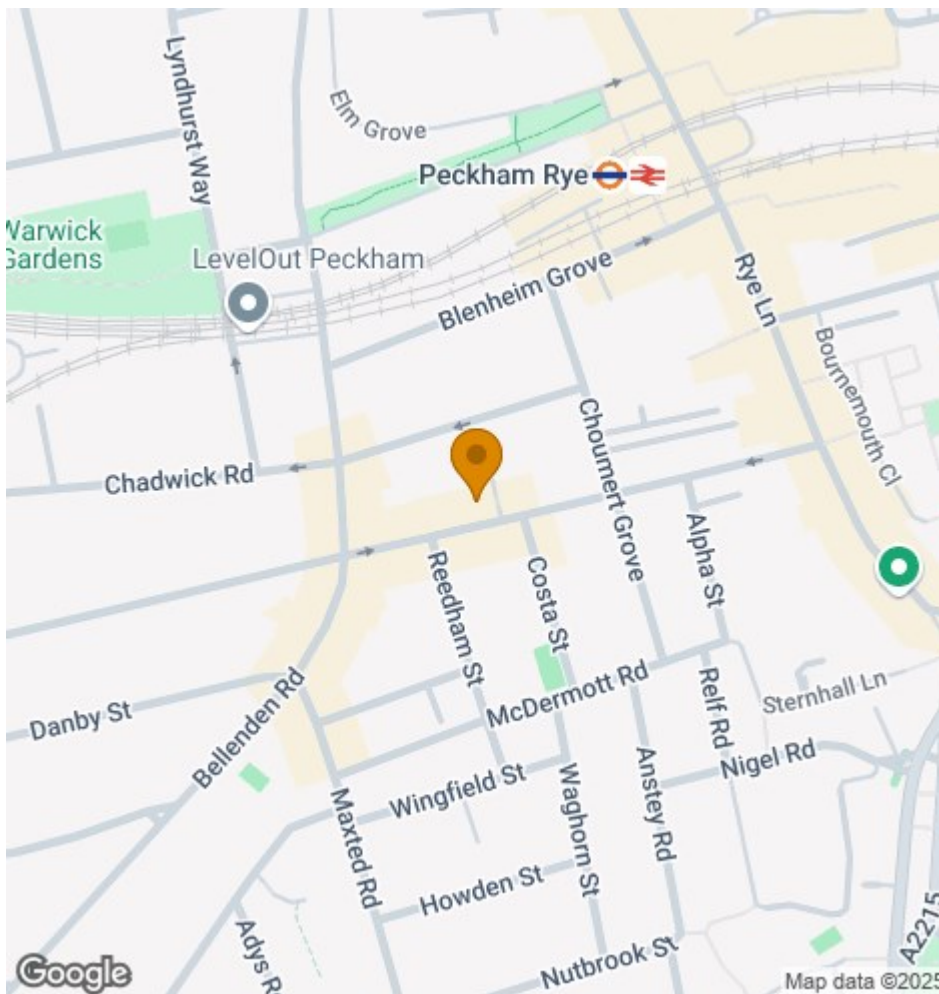 Lyndhurst Way
Elm Grove
Peckham Rye
Warwick
Gardens
LevelOut Peckham
Blenheim Grove
Rye Ln
Bournemouth Cl
Choumert Grove
Chadwick Rd
Alpha St
Reedham St
Costa St
McDermott Rd
Relf Rd
Sternhall Ln
Danby St
Bellenden Rd
Nigel Rd
Wingfield St
Anstey Rd
Waghorn St
Maxted Rd
Howden St
A2215
Adys R
Nutbrook St
Google
Map data ©2025